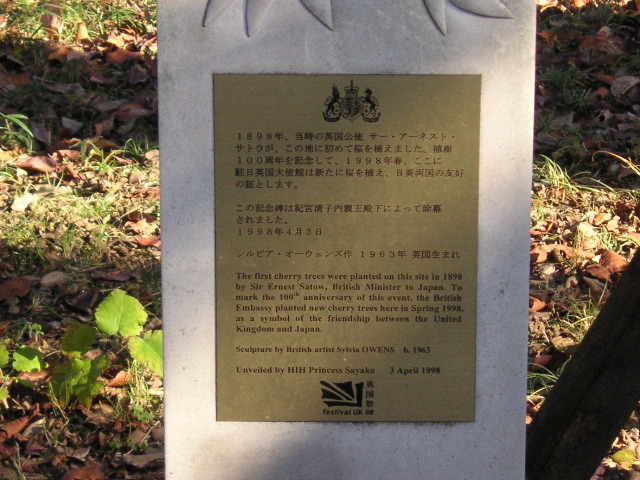 1898年、当時の英国公使 サー・アーネスト・
サトウが、この地に初めて桜を植えました。植樹
100周年を記念して、1998年春、ここに
駐日英国大使館は新たに桜を植え、日英両国の友好
の証とします。
この記念碑は紀宮清子内親王殿下によって除幕
されました。
1998年4月3日
シルビア・オーウェンズ作 1963年 英国生まれ
The first cherry trees were planted on this site in 1898
by Sir Ernest Satow, British Minister to Japan. To
mark the 100th anniversary of this event, the British
Embassy planted new cherry trees here in Spring 1998,
as a symbol of the friendship between the United
Kingdom and Japan.
Sculpture by British artist Sylvia OWENS b. 1963
Unveiled by HIH Princess Sayako 3 April 1998
英国祭
festival UK 98